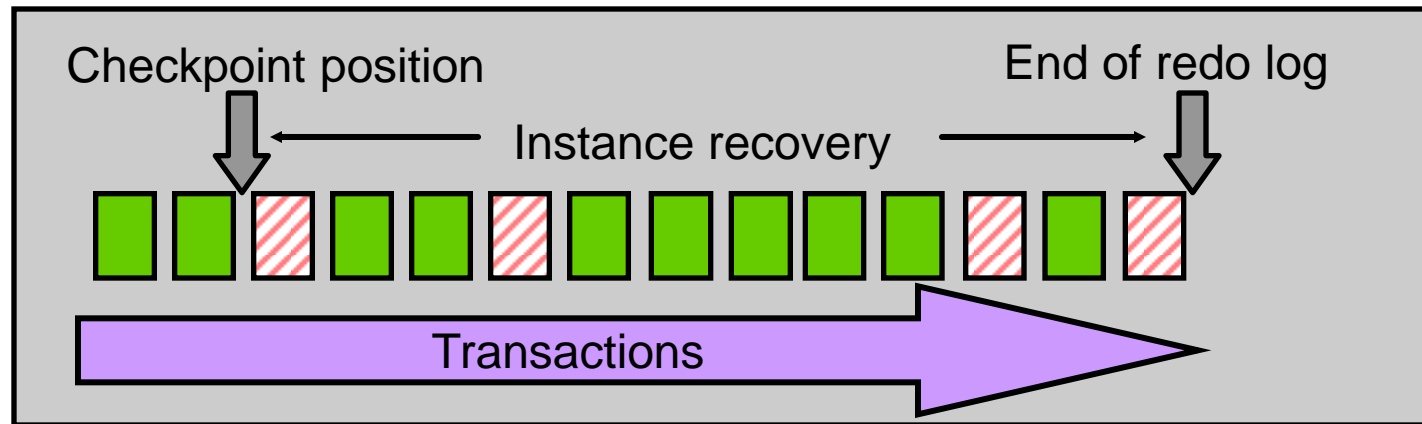 Checkpoint position
End of redo log
Instance recovery
Transactions